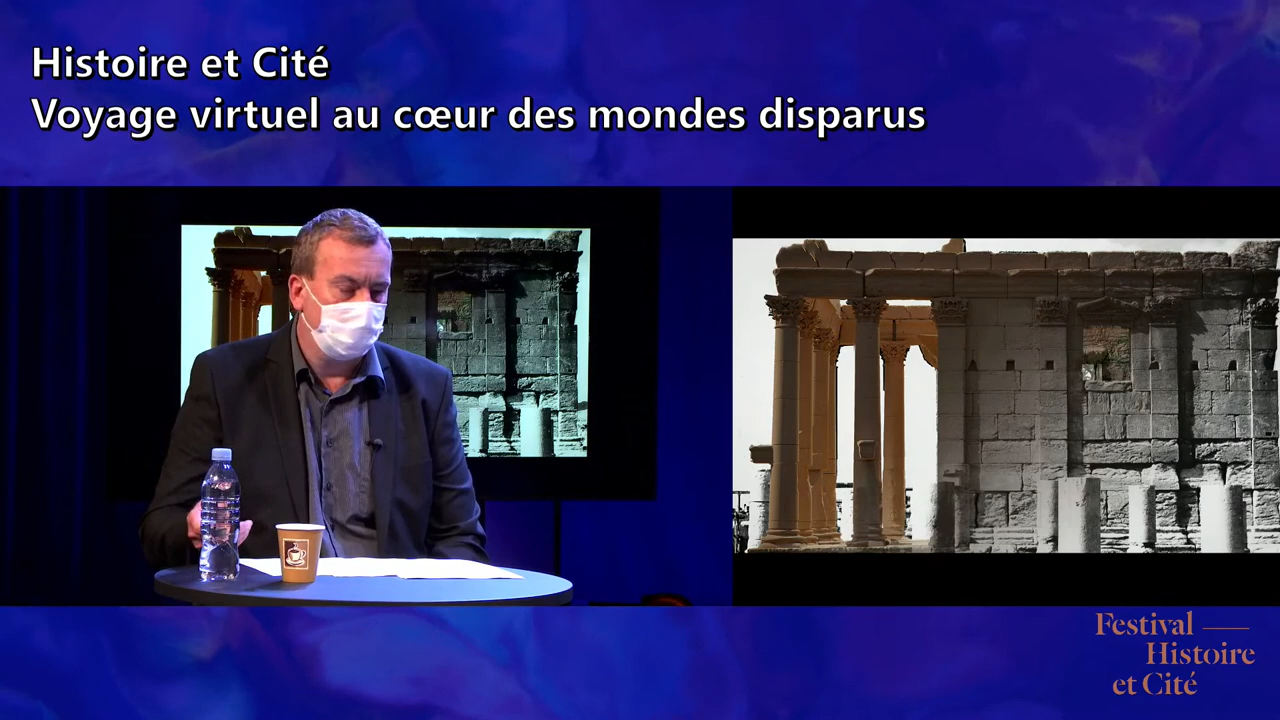 Histoire et Cité
Voyage virtuel au cœur des mondes disparus
Festival
Histoire
et Cité